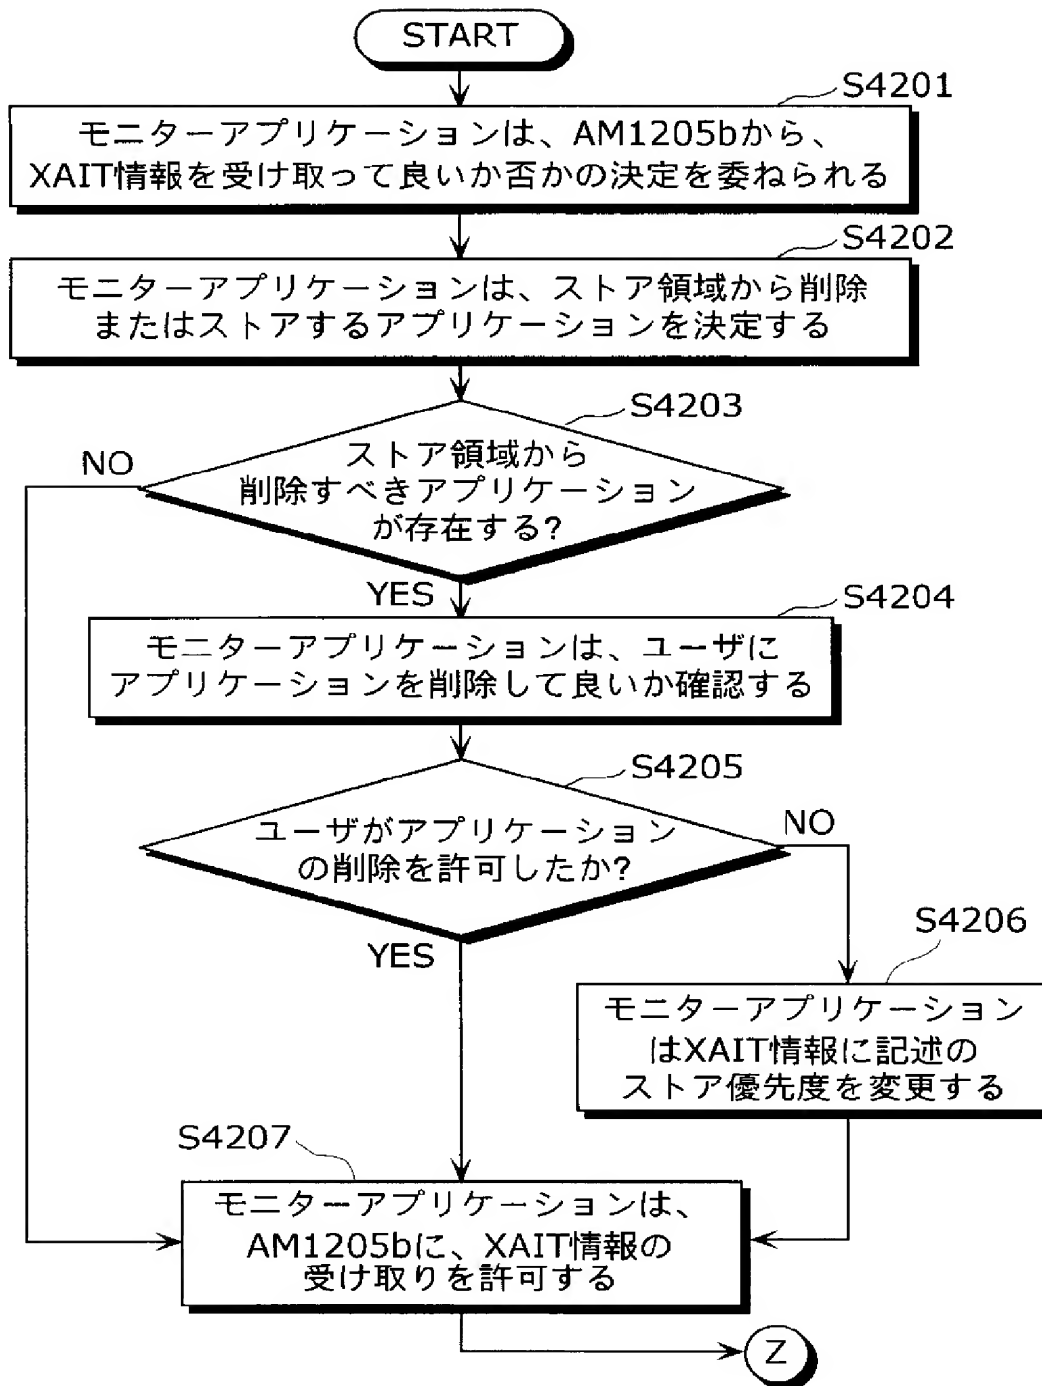 START
S4201
モニターアプリケーションは、AM1205bから、
XAIT情報を受け取って良いか否かの決定を委ねられる
S4202
モニターアプリケーションは、ストア領域から削除
またはストアするアプリケーションを決定する
S4203
ストア領域から
削除すべきアプリケーション
が存在する?
NO
YES
S4204
モニターアプリケーションは、ユーザに
アプリケーションを削除して良いか確認する
S4205
ユーザがアプリケーション
の削除を許可したか?
NO
YES
S4206
モニターアプリケーション
はXAIT情報に記述の
ストア優先度を変更する
S4207
モニターアプリケーションは、
AM1205bに、XAIT情報の
受け取りを許可する
Z